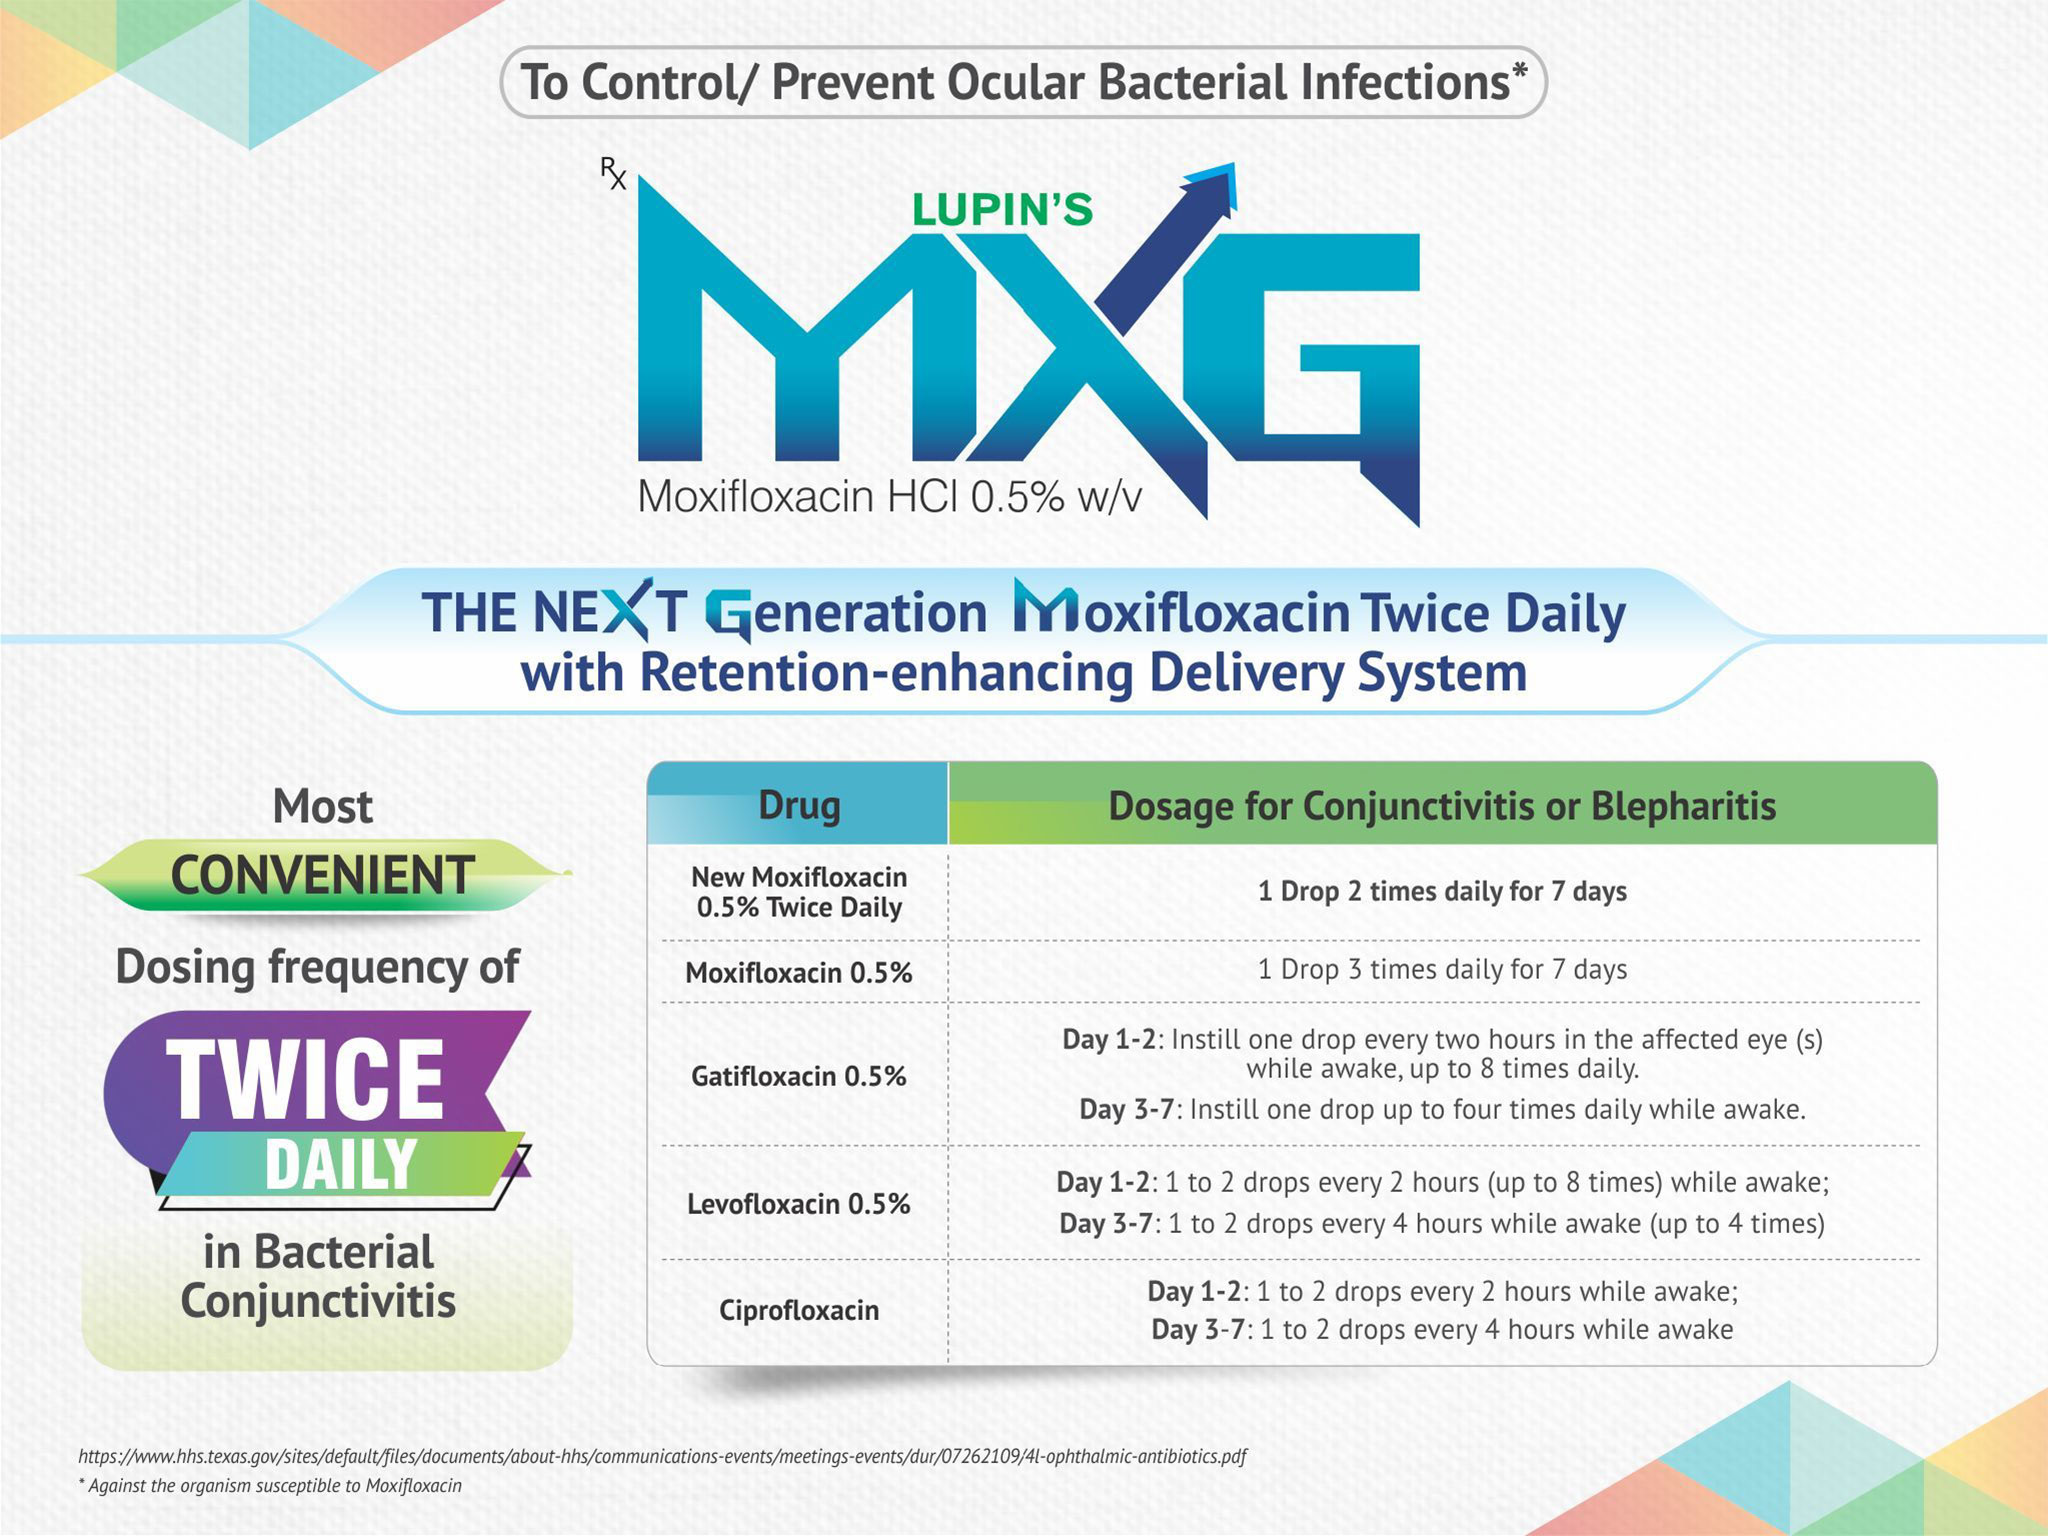 To Control/ Prevent Ocular Bacterial Infections*
Rx
LUPIN'S
MXG
Moxifloxacin HCl 0.5% w/v
THE NEXT Generation Moxifloxacin Twice Daily
with Retention-enhancing Delivery System
Most
CONVENIENT
Dosing frequency of
TWICE
DAILY
in Bacterial
Conjunctivitis
Drug
Dosage for Conjunctivitis or Blepharitis
New Moxifloxacin
0.5% Twice Daily
1 Drop 2 times daily for 7 days
Moxifloxacin 0.5%
1 Drop 3 times daily for 7 days
Gatifloxacin 0.5%
Day 1-2: Instill one drop every two hours in the affected eye (s)
while awake, up to 8 times daily.
Day 3-7: Instill one drop up to four times daily while awake.
Levofloxacin 0.5%
Day 1-2: 1 to 2 drops every 2 hours (up to 8 times) while awake;
Day 3-7: 1 to 2 drops every 4 hours while awake (up to 4 times)
Ciprofloxacin
Day 1-2: 1 to 2 drops every 2 hours while awake;
Day 3-7: 1 to 2 drops every 4 hours while awake
https://www.hhs.texas.gov/sites/default/files/documents/about-hhs/communications-events/meetings-events/dur/07262109/4l-ophthalmic-antibiotics.pdf
* Against the organism susceptible to Moxifloxacin